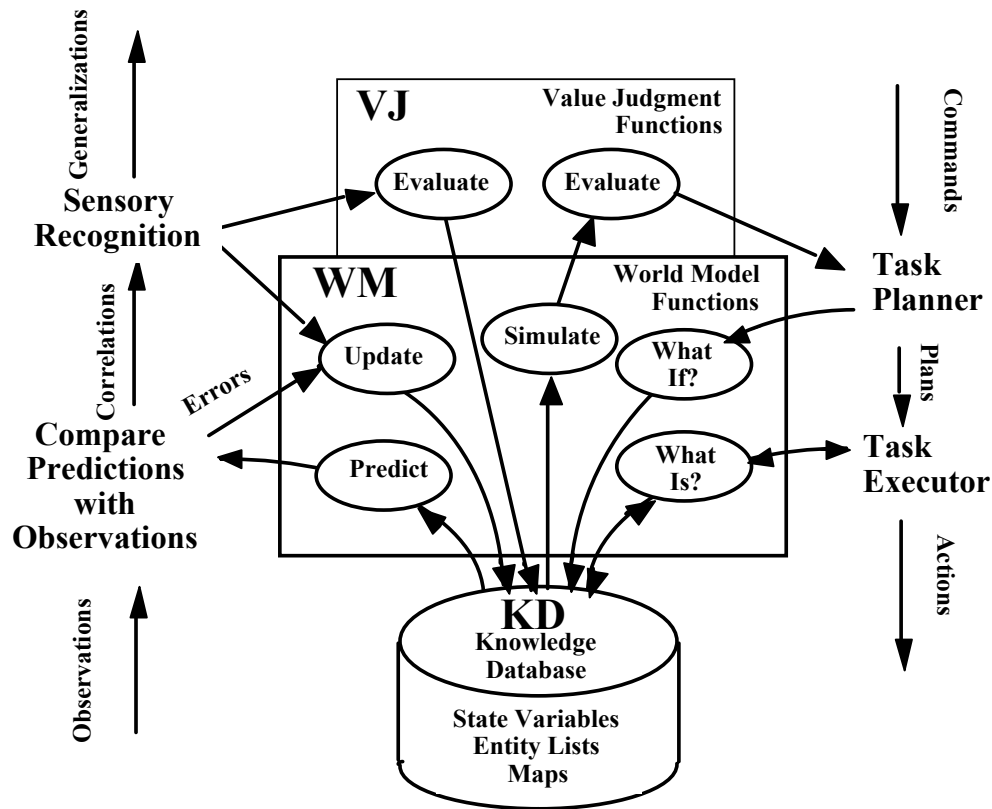 Generalizations
Sensory
Recognition
Correlations
Errors
Compare
Predictions
with
Observations
Observations
VJ
Value Judgment
Functions
Evaluate
Evaluate
WM
World Model
Functions
Update
Simulate
What
If?
Predict
What
Is?
KD
Knowledge
Database
State Variables
Entity Lists
Maps
Commands
Task
Planner
Plans
Task
Executor
Actions